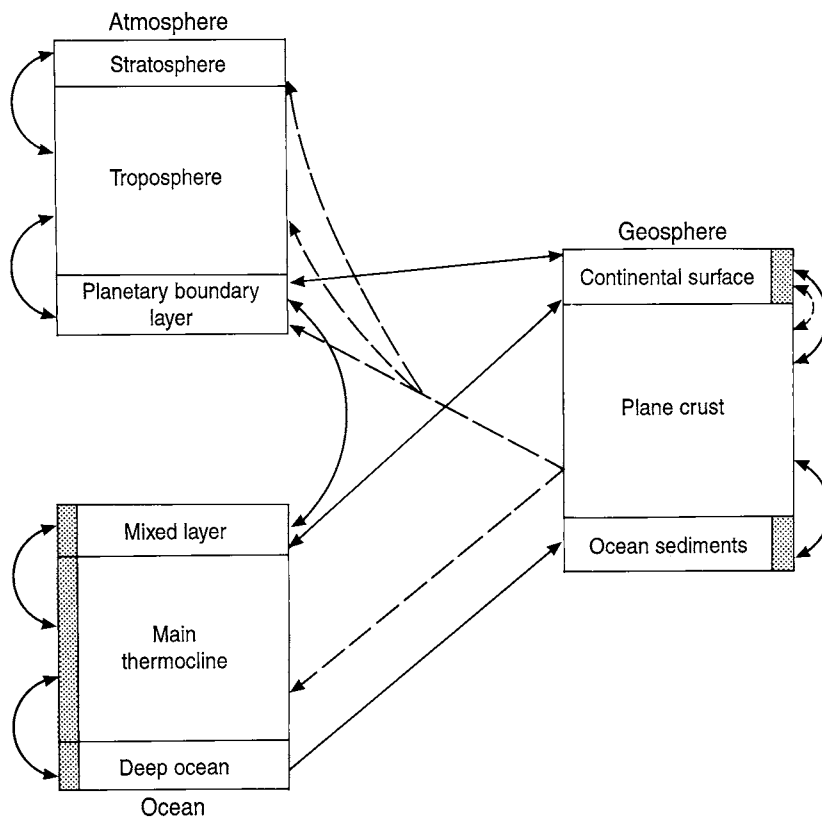 Atmosphere
Stratosphere
Troposphere
Planetary boundary
layer
Geosphere
Continental surface
Plane crust
Ocean sediments
Mixed layer
Main
thermocline
Deep ocean
Ocean